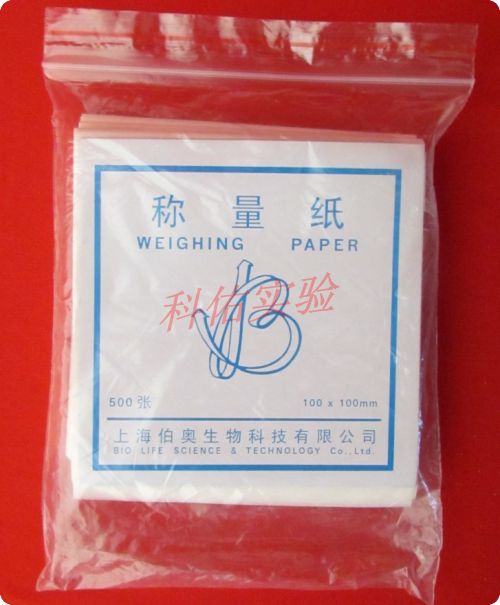 称量纸
WEIGHING PAPER
科佑实验
500张 100 x 100mm
上海伯奥生物科技有限公司
BIO LIFE SCIENCE & TECHNOLOGY Co., Ltd.